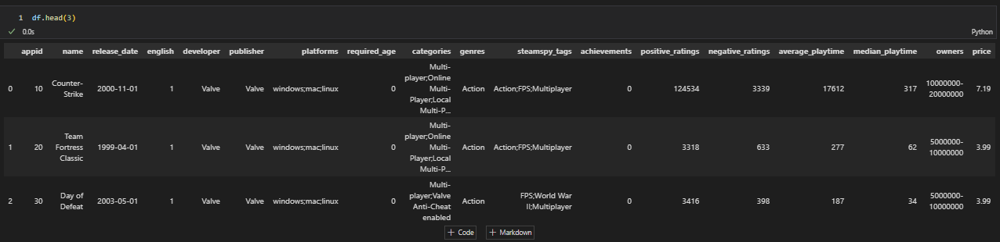 1 df.head(3)
0.0s
Python
appid name release_date english developer publisher platforms required_age categories genres steamspy_tags achievements positive_ratings negative_ratings average_playtime median_playtime owners price
0 10 Counter-Strike 2000-11-01 1 Valve Valve windows;mac;linux 0 Multi-player;Online Multi-Player;Local Multi-P... Action Action;FPS;Multiplayer 0 124534 3339 17612 317 10000000-20000000 7.19
1 20 Team Fortress Classic 1999-04-01 1 Valve Valve windows;mac;linux 0 Multi-player;Online Multi-Player;Local Multi-P... Action Action;FPS;Multiplayer 0 3318 633 277 62 5000000-10000000 3.99
2 30 Day of Defeat 2003-05-01 1 Valve Valve windows;mac;linux 0 Multi-player;Valve Anti-Cheat enabled Action FPS;World War II;Multiplayer 0 3416 398 187 34 5000000-10000000 3.99
+ Code + Markdown